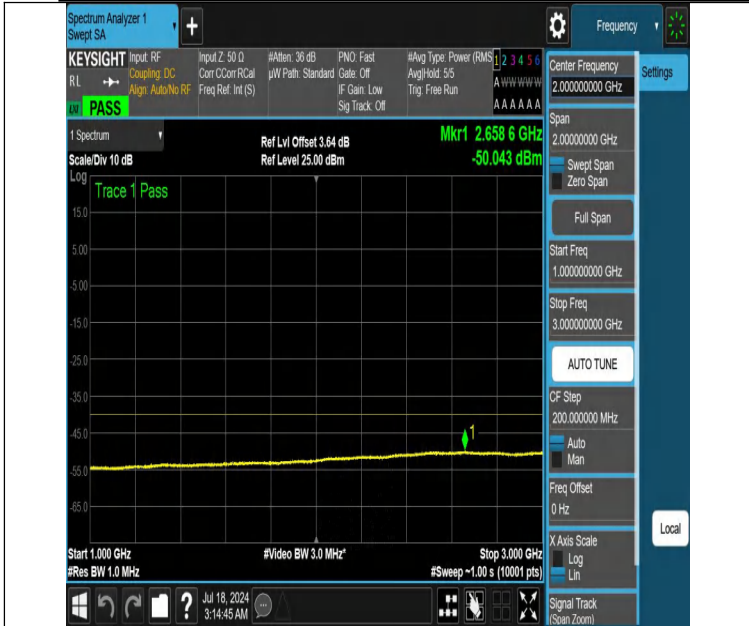 Spectrum Analyzer 1
Swept SA
Frequency
KEYSIGHT
R L
LXI
PASS
Input: RF
Coupling: DC
Align: Auto/No RF
Input Z: 50 Ω
Corr CCorr RCal
Freq Ref: Int (S)
#Atten: 36 dB
µW Path: Standard
PNO: Fast
Gate: Off
IF Gain: Low
Sig Track: Off
#Avg Type: Power (RMS
Avg|Hold: 5/5
Trig: Free Run
1 2 3 4 5 6
A W W W W W
A A A A A A
1 Spectrum
Scale/Div 10 dB
Ref Lvl Offset 3.64 dB
Ref Level 25.00 dBm
Mkr1 2.658 6 GHz
-50.043 dBm
Log
Trace 1 Pass
15.0
5.00
-5.00
-15.0
-25.0
-35.0
-45.0
-55.0
-65.0
1
Start 1.000 GHz
#Res BW 1.0 MHz
#Video BW 3.0 MHz*
Stop 3.000 GHz
#Sweep ~1.00 s (10001 pts)
Center Frequency
2.000000000 GHz
Settings
Span
2.00000000 GHz
Swept Span
Zero Span
Full Span
Start Freq
1.000000000 GHz
Stop Freq
3.000000000 GHz
AUTO TUNE
CF Step
200.000000 MHz
Auto
Man
Freq Offset
0 Hz
X Axis Scale
Log
Lin
Signal Track
(Span Zoom)
Local
?
Jul 18, 2024
3:14:45 AM